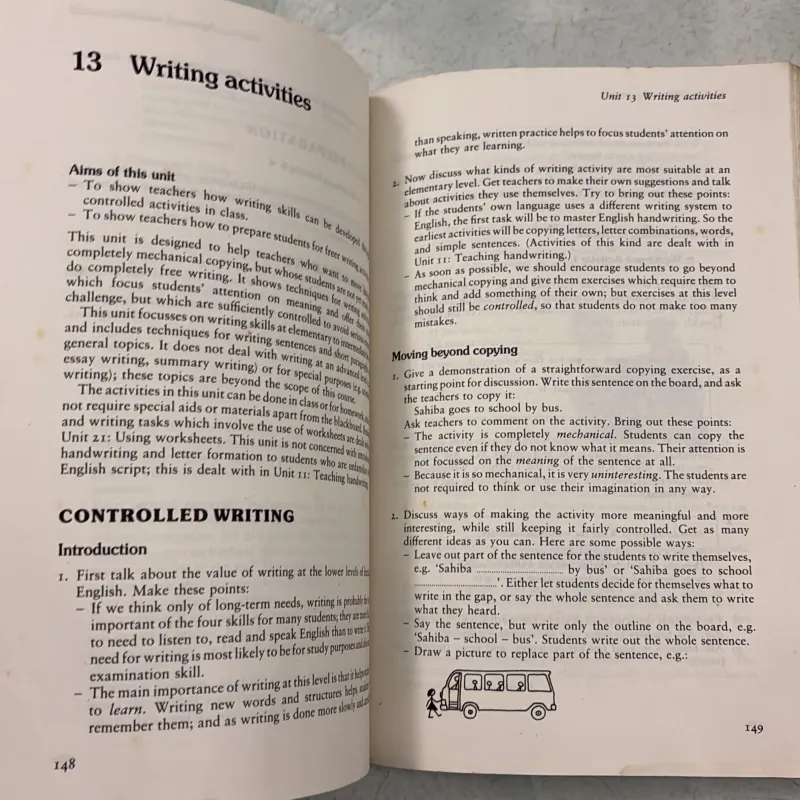 13 Writing activities
Aims of this unit
– To show teachers how writing skills can be developed
controlled activities in class.
– To show teachers how to prepare students for freer writing
This unit is designed to help teachers who want to move
completely mechanical copying, but whose students are not yet
do completely free writing. It shows techniques for writing
which focus students' attention on meaning and offer them
challenge, but which are sufficiently controlled to avoid serious
This unit focusses on writing skills at elementary to intermediate
and includes techniques for writing sentences and short paragraphs
general topics. It does not deal with writing at an advanced level
essay writing, summary writing) or for special purposes (e.g.
writing); these topics are beyond the scope of this course.
The activities in this unit can be done in class or for homework
not require special aids or materials apart from the blackboard.
and writing tasks which involve the use of worksheets are dealt
Unit 21: Using worksheets. This unit is not concerned with
handwriting and letter formation to students who are unfamiliar
English script; this is dealt with in Unit 11: Teaching handwriting
CONTROLLED WRITING
Introduction
1. First talk about the value of writing at the lower levels of
English. Make these points:
– If we think only of long-term needs, writing is probably the
important of the four skills for many students; they are more
to need to listen to, read and speak English than to write it.
need for writing is most likely to be for study purposes and
examination skill.
– The main importance of writing at this level is that it helps
to learn. Writing new words and structures helps
remember them; and as writing is done more slowly and
148
Unit 13 Writing activities
than speaking, written practice helps to focus students' attention on
what they are learning.
2. Now discuss what kinds of writing activity are most suitable at an
elementary level. Get teachers to make their own suggestions and talk
about activities they use themselves. Try to bring out these points:
– If the students' own language uses a different writing system to
English, the first task will be to master English handwriting. So the
earliest activities will be copying letters, letter combinations, words,
and simple sentences. (Activities of this kind are dealt with in
Unit 11: Teaching handwriting.)
– As soon as possible, we should encourage students to go beyond
mechanical copying and give them exercises which require them to
think and add something of their own; but exercises at this level
should still be controlled, so that students do not make too many
mistakes.
Moving beyond copying
1. Give a demonstration of a straightforward copying exercise, as a
starting point for discussion. Write this sentence on the board, and ask
the teachers to copy it:
Sahiba goes to school by bus.
Ask teachers to comment on the activity. Bring out these points:
– The activity is completely mechanical. Students can copy the
sentence even if they do not know what it means. Their attention is
not focussed on the meaning of the sentence at all.
– Because it is so mechanical, it is very uninteresting. The students are
not required to think or use their imagination in any way.
2. Discuss ways of making the activity more meaningful and more
interesting, while still keeping it fairly controlled. Get as many
different ideas as you can. Here are some possible ways:
– Leave out part of the sentence for the students to write themselves,
e.g. 'Sahiba .............................. by bus' or 'Sahiba goes to school
..............................'. Either let students decide for themselves what to
write in the gap, or say the whole sentence and ask them to write
what they heard.
– Say the sentence, but write only the outline on the board, e.g.
'Sahiba – school – bus'. Students write out the whole sentence.
– Draw a picture to replace part of the sentence, e.g.:
149